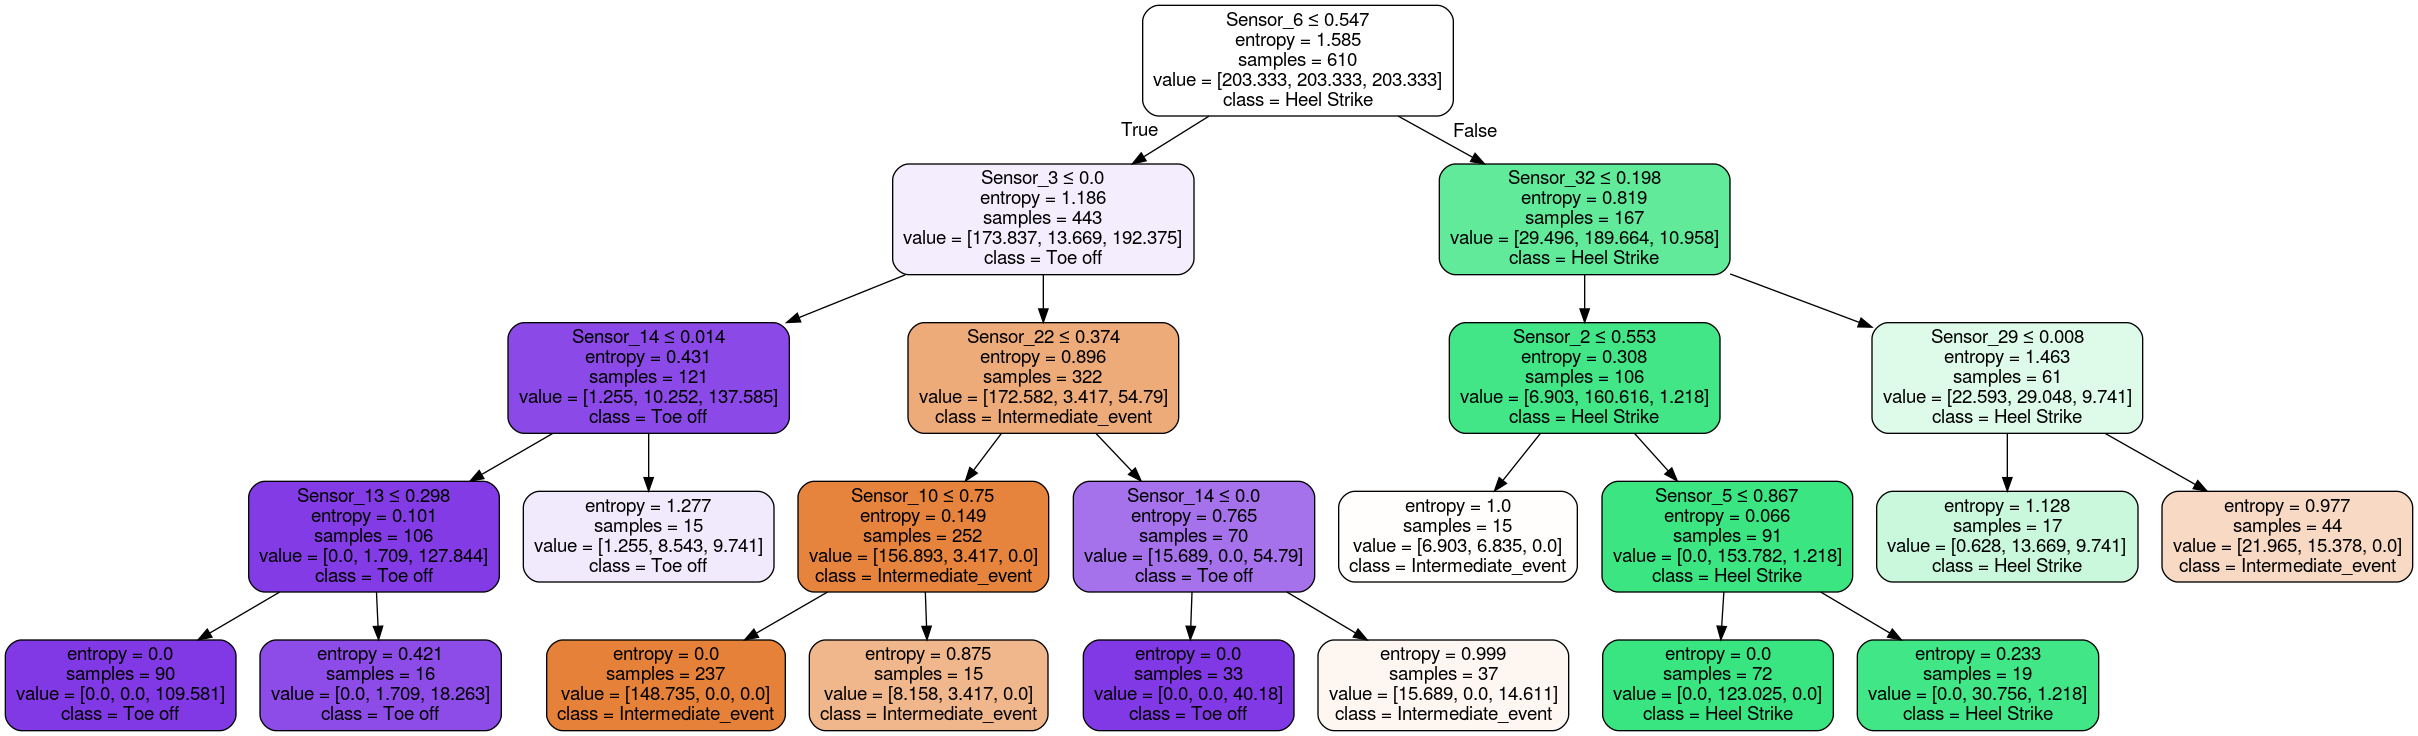 Sensor_6 ≤ 0.547
entropy = 1.585
samples = 610
value = [203.333, 203.333, 203.333]
class = Heel Strike
True
False
Sensor_3 ≤ 0.0
entropy = 1.186
samples = 443
value = [173.837, 13.669, 192.375]
class = Toe off
Sensor_32 ≤ 0.198
entropy = 0.819
samples = 167
value = [29.496, 189.664, 10.958]
class = Heel Strike
Sensor_14 ≤ 0.014
entropy = 0.431
samples = 121
value = [1.255, 10.252, 137.585]
class = Toe off
Sensor_22 ≤ 0.374
entropy = 0.896
samples = 322
value = [172.582, 3.417, 54.79]
class = Intermediate_event
Sensor_2 ≤ 0.553
entropy = 0.308
samples = 106
value = [6.903, 160.616, 1.218]
class = Heel Strike
Sensor_29 ≤ 0.008
entropy = 1.463
samples = 61
value = [22.593, 29.048, 9.741]
class = Heel Strike
Sensor_13 ≤ 0.298
entropy = 0.101
samples = 106
value = [0.0, 1.709, 127.844]
class = Toe off
entropy = 1.277
samples = 15
value = [1.255, 8.543, 9.741]
class = Toe off
Sensor_10 ≤ 0.75
entropy = 0.149
samples = 252
value = [156.893, 3.417, 0.0]
class = Intermediate_event
Sensor_14 ≤ 0.0
entropy = 0.765
samples = 70
value = [15.689, 0.0, 54.79]
class = Toe off
entropy = 1.0
samples = 15
value = [6.903, 6.835, 0.0]
class = Intermediate_event
Sensor_5 ≤ 0.867
entropy = 0.066
samples = 91
value = [0.0, 153.782, 1.218]
class = Heel Strike
entropy = 1.128
samples = 17
value = [0.628, 13.669, 9.741]
class = Heel Strike
entropy = 0.977
samples = 44
value = [21.965, 15.378, 0.0]
class = Intermediate_event
entropy = 0.0
samples = 90
value = [0.0, 0.0, 109.581]
class = Toe off
entropy = 0.421
samples = 16
value = [0.0, 1.709, 18.263]
class = Toe off
entropy = 0.0
samples = 237
value = [148.735, 0.0, 0.0]
class = Intermediate_event
entropy = 0.875
samples = 15
value = [8.158, 3.417, 0.0]
class = Intermediate_event
entropy = 0.0
samples = 33
value = [0.0, 0.0, 40.18]
class = Toe off
entropy = 0.999
samples = 37
value = [15.689, 0.0, 14.611]
class = Intermediate_event
entropy = 0.0
samples = 72
value = [0.0, 123.025, 0.0]
class = Heel Strike
entropy = 0.233
samples = 19
value = [0.0, 30.756, 1.218]
class = Heel Strike